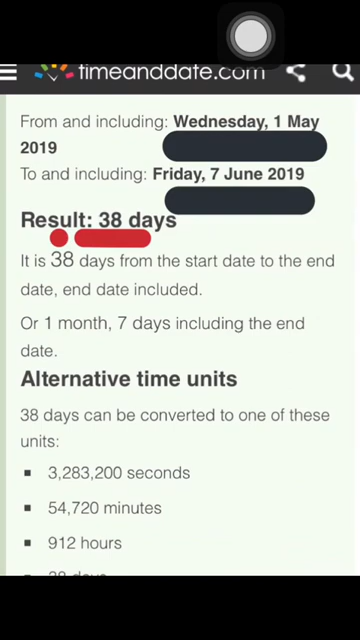 timeanddate.com
From and including: Wednesday, 1 May
2019
To and including: Friday, 7 June 2019
Result: 38 days
It is 38 days from the start date to the end
date, end date included.
Or 1 month, 7 days including the end
date.
Alternative time units
38 days can be converted to one of these
units:
▪ 3,283,200 seconds
▪ 54,720 minutes
▪ 912 hours